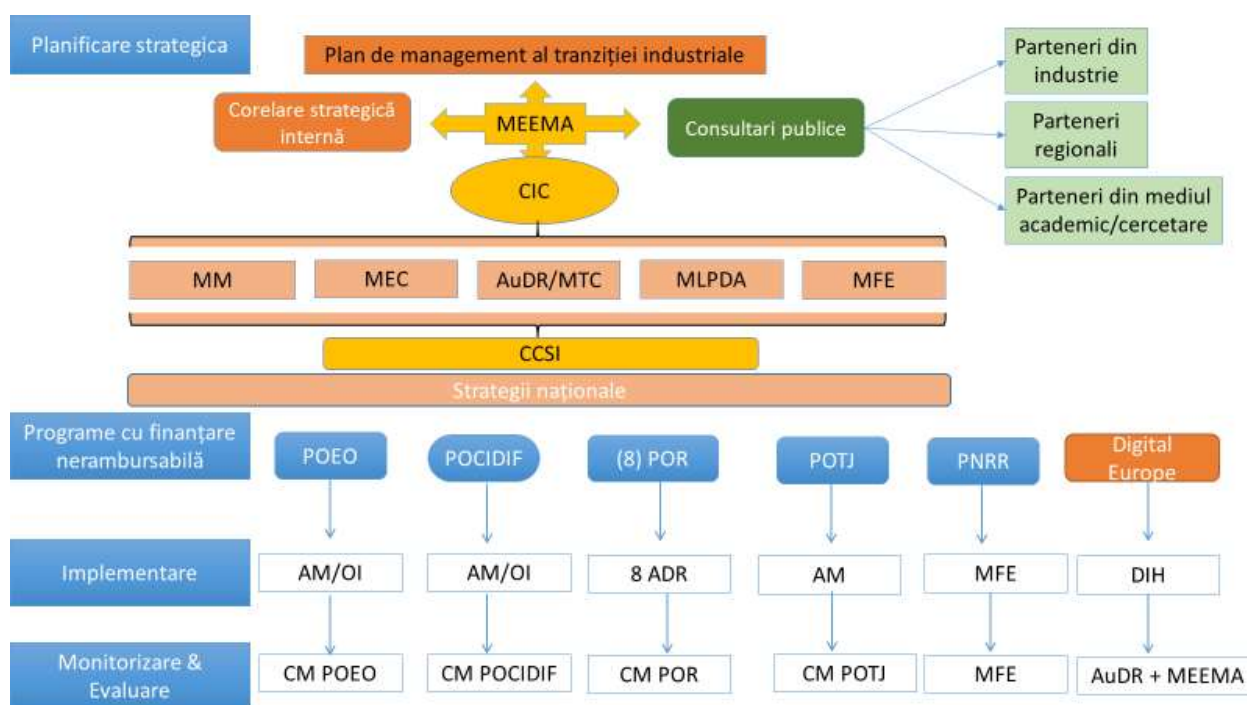 Planificare strategica
Plan de management al tranziției industriale
Parteneri din
industrie
Corelare strategică
internă
MEEMA
Consultari publice
Parteneri
regionali
CIC
Parteneri din mediul
academic/cercetare
MM
MEC
AuDR/MTC
MLPDA
MFE
CCSI
Strategii naționale
Programe cu finanțare
nerambursabilă
POEO
POCIDIF
(8) POR
POTJ
PNRR
Digital
Europe
Implementare
AM/OI
AM/OI
8 ADR
AM
MFE
DIH
Monitorizare &
Evaluare
CM POEO
CM POCIDIF
CM POR
CM POTJ
MFE
AuDR + MEEMA